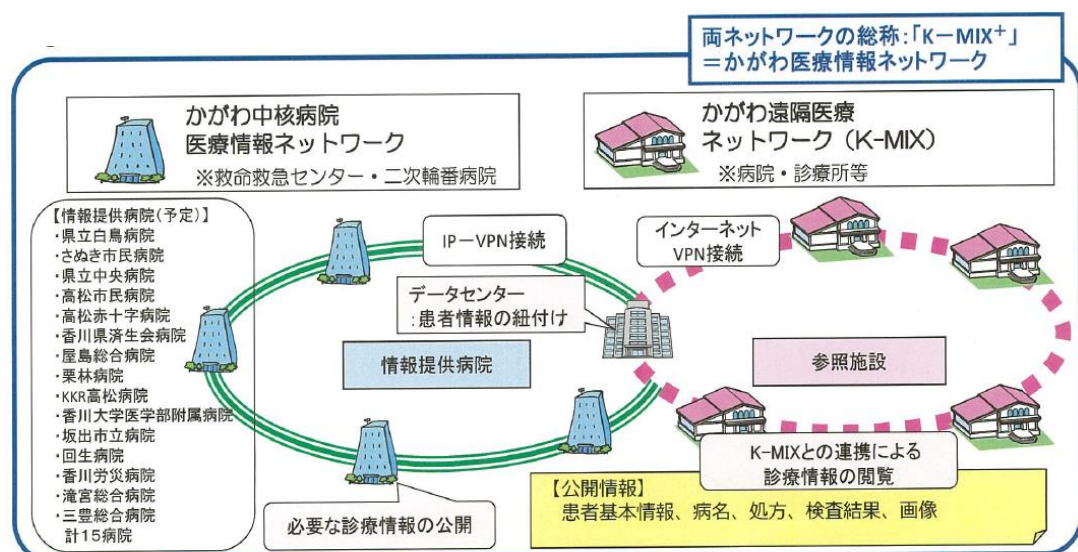 両ネットワークの総称:「K－MIX⁺」
＝かがわ医療情報ネットワーク
かがわ中核病院
医療情報ネットワーク
※救命救急センター・二次輪番病院
かがわ遠隔医療
ネットワーク（K-MIX）
※病院・診療所等
【情報提供病院(予定)】
・県立白鳥病院
・さぬき市民病院
・県立中央病院
・高松市民病院
・高松赤十字病院
・香川県済生会病院
・屋島総合病院
・栗林病院
・KKR高松病院
・香川大学医学部附属病院
・坂出市立病院
・回生病院
・香川労災病院
・滝宮総合病院
・三豊総合病院
計15病院
IP－VPN接続
インターネット
VPN接続
データセンター
:患者情報の紐付け
情報提供病院
参照施設
K-MIXとの連携による
診療情報の閲覧
必要な診療情報の公開
【公開情報】
患者基本情報、病名、処方、検査結果、画像